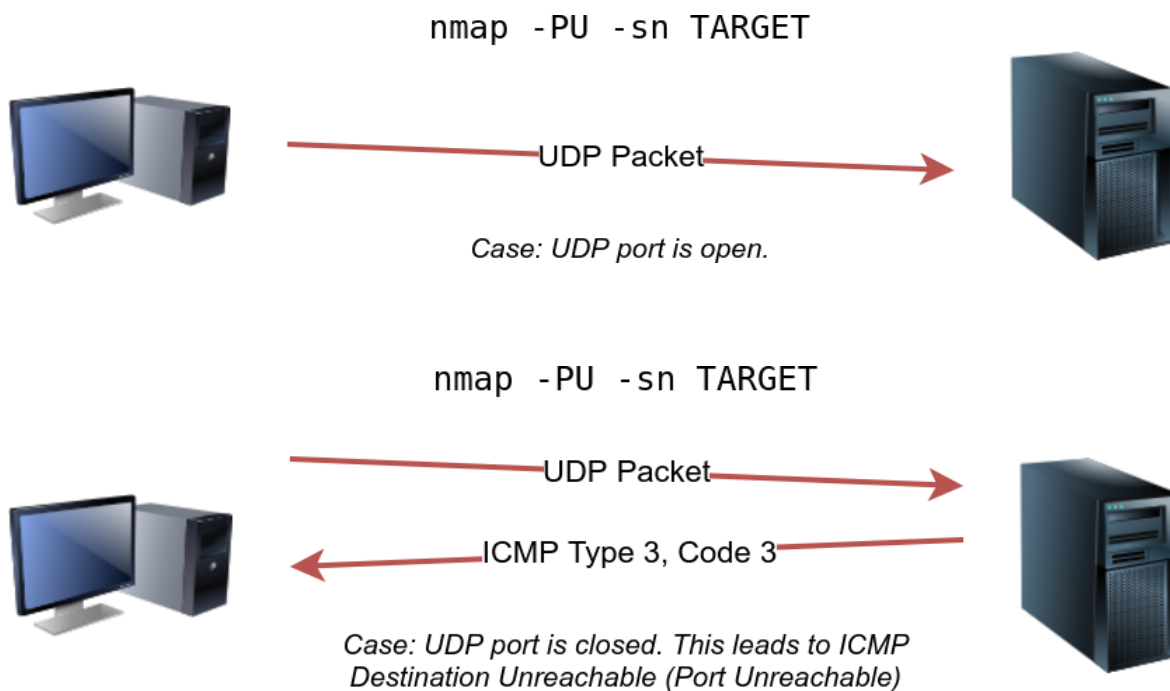 nmap -PU -sn TARGET
UDP Packet
Case: UDP port is open.
nmap -PU -sn TARGET
UDP Packet
ICMP Type 3, Code 3
Case: UDP port is closed. This leads to ICMP
Destination Unreachable (Port Unreachable)